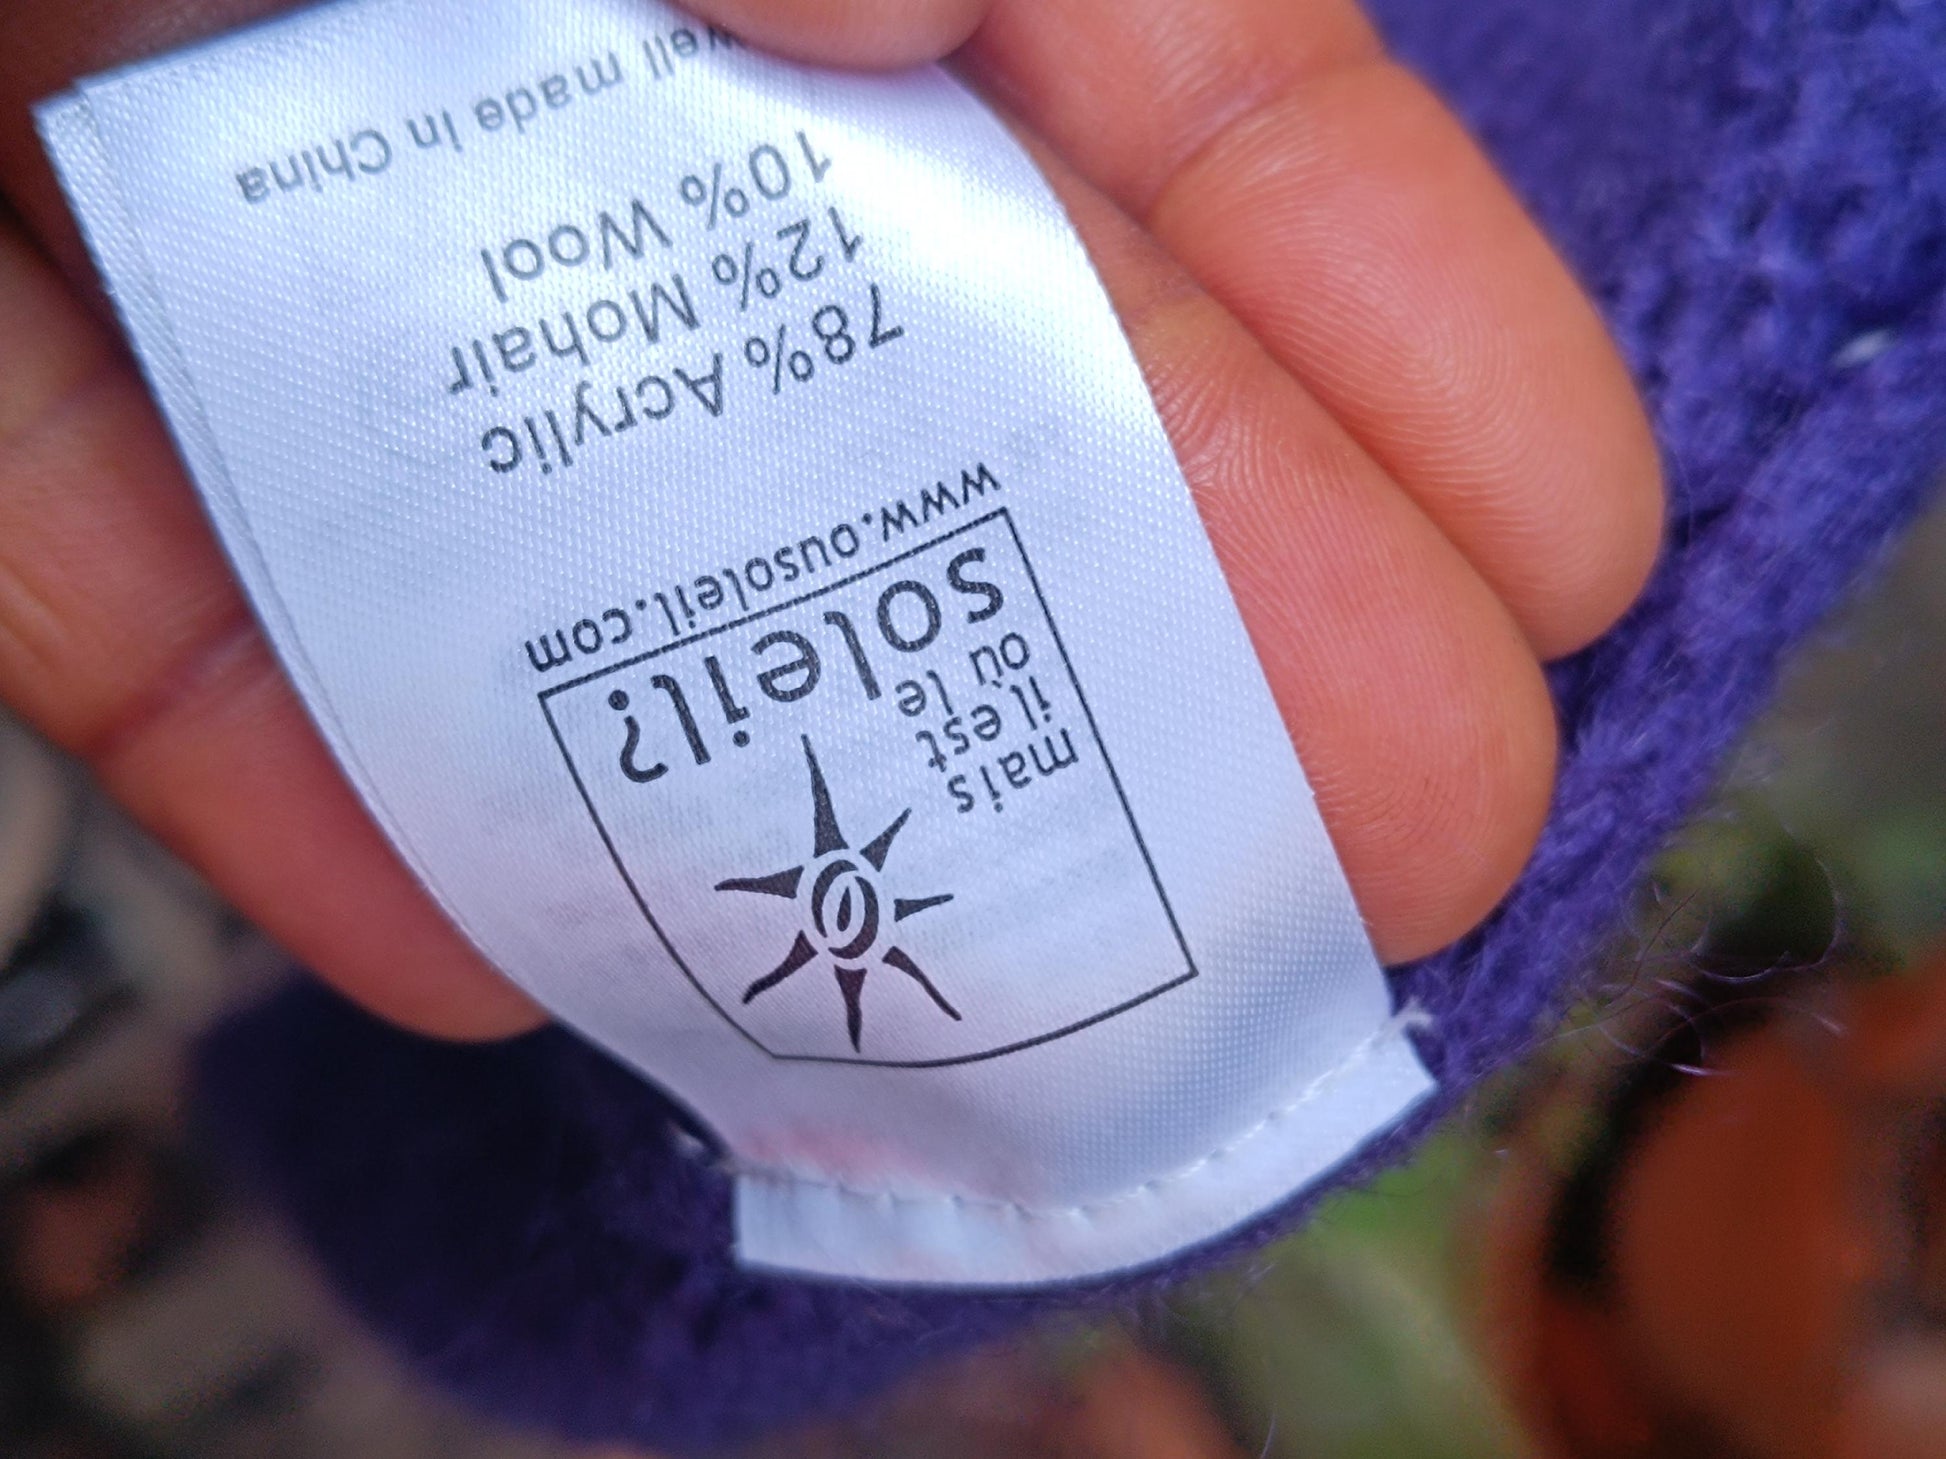 mais
il est
où le
soleil?
www.ousoleil.com
78% Acrylic
12% Mohair
10% Wool
well made in China